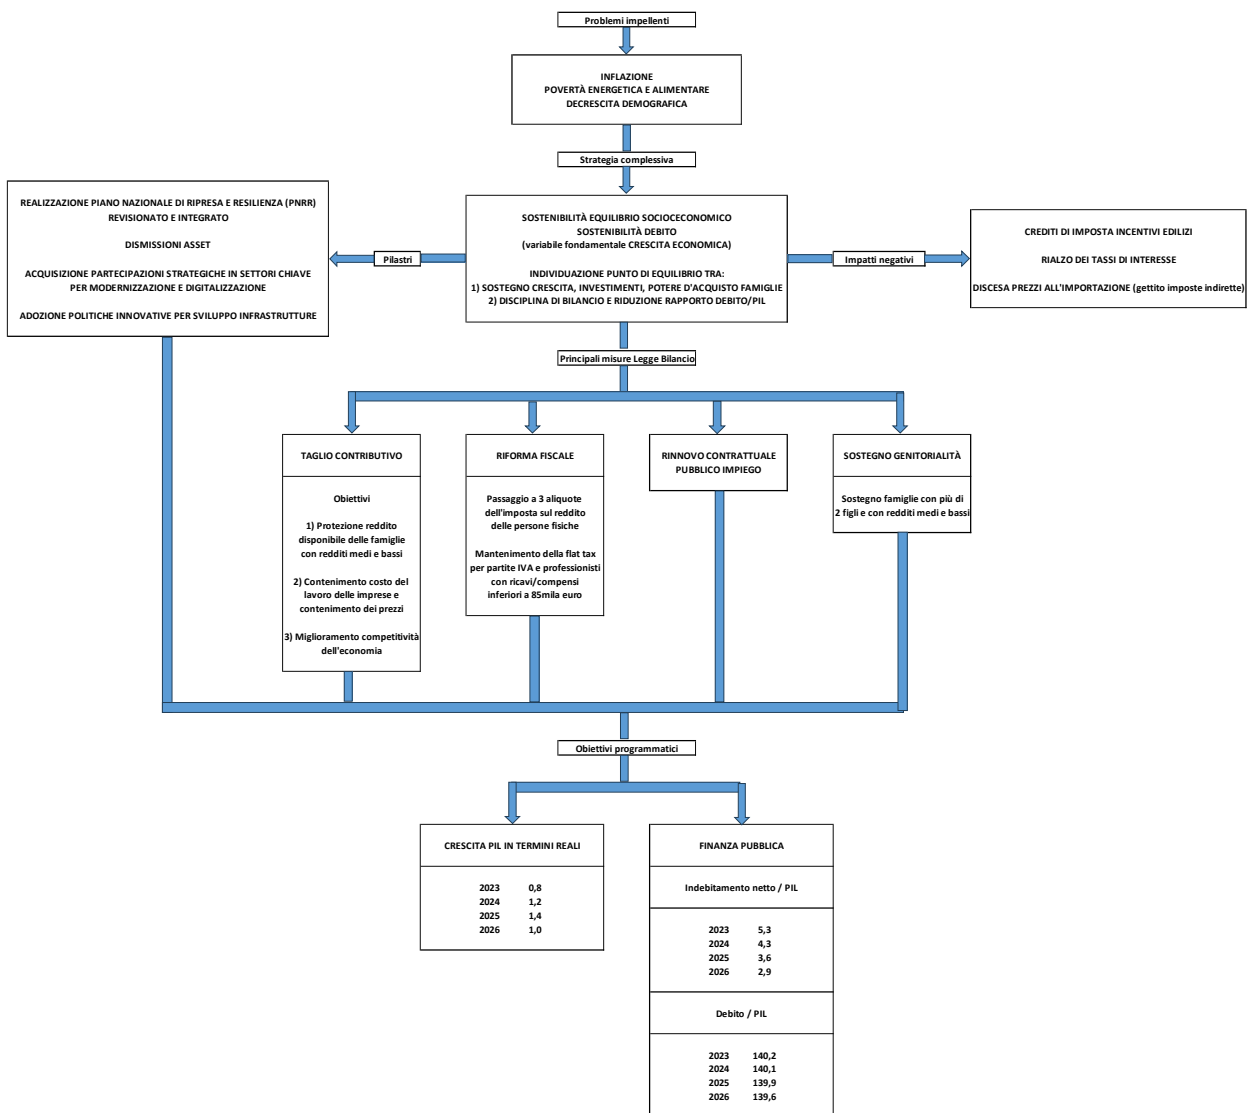 Problemi impellenti
INFLAZIONE
POVERTÀ ENERGETICA E ALIMENTARE
DECRESCITA DEMOGRAFICA
Strategia complessiva
REALIZZAZIONE PIANO NAZIONALE DI RIPRESA E RESILIENZA (PNRR)
REVISIONATO E INTEGRATO
DISMISSIONI ASSET
ACQUISIZIONE PARTECIPAZIONI STRATEGICHE IN SETTORI CHIAVE
PER MODERNIZZAZIONE E DIGITALIZZAZIONE
ADOZIONE POLITICHE INNOVATIVE PER SVILUPPO INFRASTRUTTURE
Pilastri
SOSTENIBILITÀ EQUILIBRIO SOCIOECONOMICO
SOSTENIBILITÀ DEBITO
(variabile fondamentale CRESCITA ECONOMICA)
INDIVIDUAZIONE PUNTO DI EQUILIBRIO TRA:
1) SOSTEGNO CRESCITA, INVESTIMENTI, POTERE D'ACQUISTO FAMIGLIE
2) DISCIPLINA DI BILANCIO E RIDUZIONE RAPPORTO DEBITO/PIL
Impatti negativi
CREDITI DI IMPOSTA INCENTIVI EDILIZI
RIALZO DEI TASSI DI INTERESSE
DISCESA PREZZI ALL'IMPORTAZIONE (gettito imposte indirette)
Principali misure Legge Bilancio
TAGLIO CONTRIBUTIVO
Obiettivi
1) Protezione reddito
disponibile delle famiglie
con redditi medi e bassi
2) Contenimento costo del
lavoro delle imprese e
contenimento dei prezzi
3) Miglioramento competitività
dell'economia
RIFORMA FISCALE
Passaggio a 3 aliquote
dell'imposta sul reddito
delle persone fisiche
Mantenimento della flat tax
per partite IVA e professionisti
con ricavi/compensi
inferiori a 85mila euro
RINNOVO CONTRATTUALE
PUBBLICO IMPIEGO
SOSTEGNO GENITORIALITÀ
Sostegno famiglie con più di
2 figli e con redditi medi e bassi
Obiettivi programmatici
CRESCITA PIL IN TERMINI REALI
2023 0,8
2024 1,2
2025 1,4
2026 1,0
FINANZA PUBBLICA
Indebitamento netto / PIL
2023 5,3
2024 4,3
2025 3,6
2026 2,9
Debito / PIL
2023 140,2
2024 140,1
2025 139,9
2026 139,6